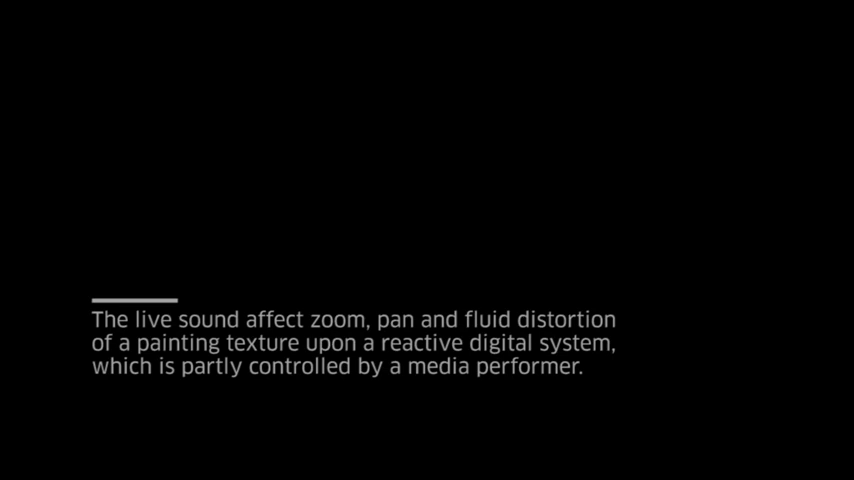 The live sound affect zoom, pan and fluid distortion
of a painting texture upon a reactive digital system,
which is partly controlled by a media performer.